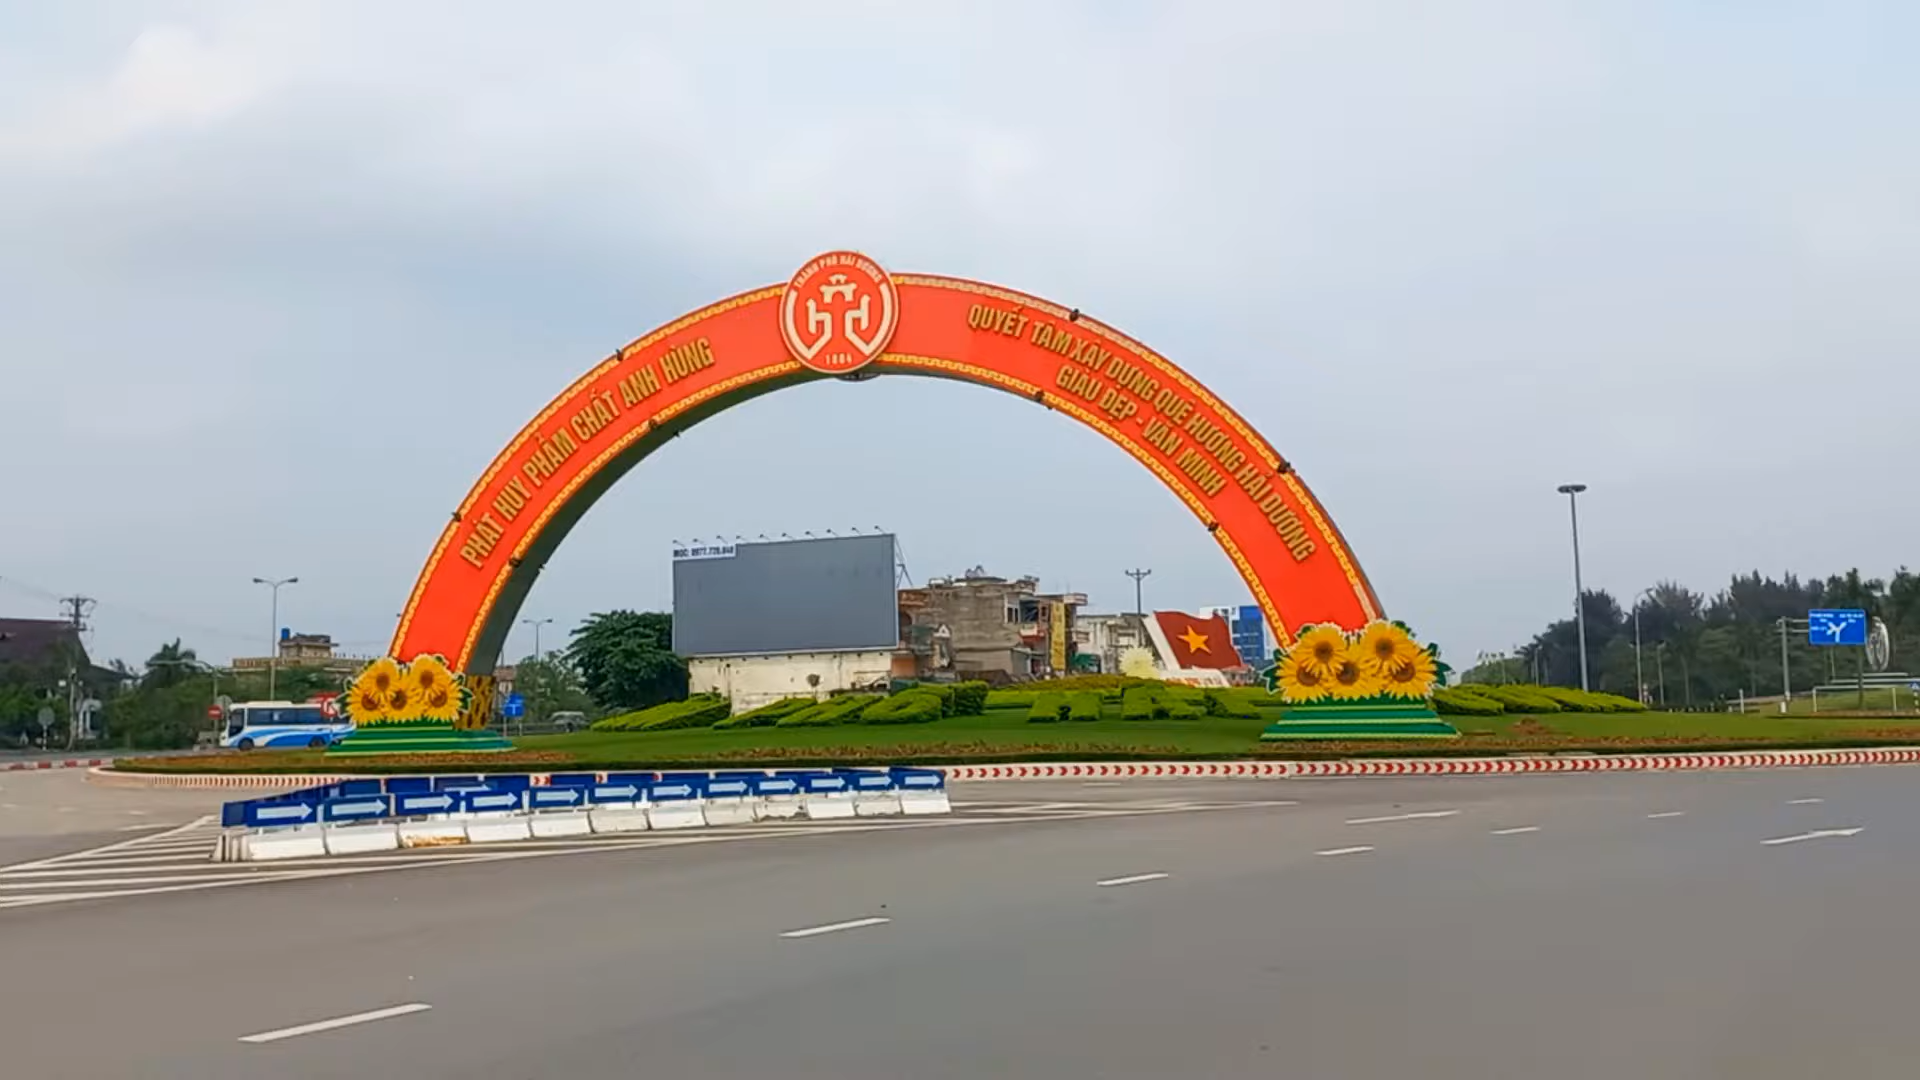 THÀNH PHỐ HẢI DƯƠNG
hd
1804
PHÁT HUY PHẨM CHẤT ANH HÙNG
QUYẾT TÂM XÂY DỰNG QUÊ HƯƠNG HẢI DƯƠNG
GIÀU ĐẸP - VĂN MINH